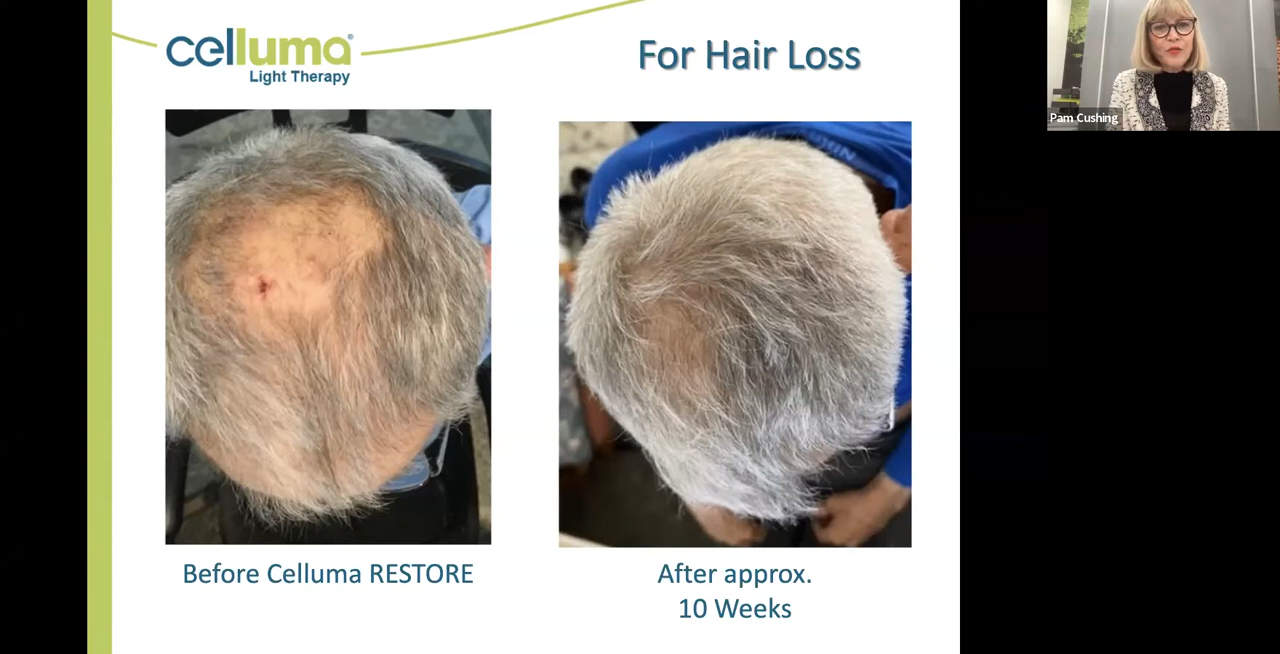 celluma®
Light Therapy
For Hair Loss
Pam Cushing
Before Celluma RESTORE
After approx.
10 Weeks